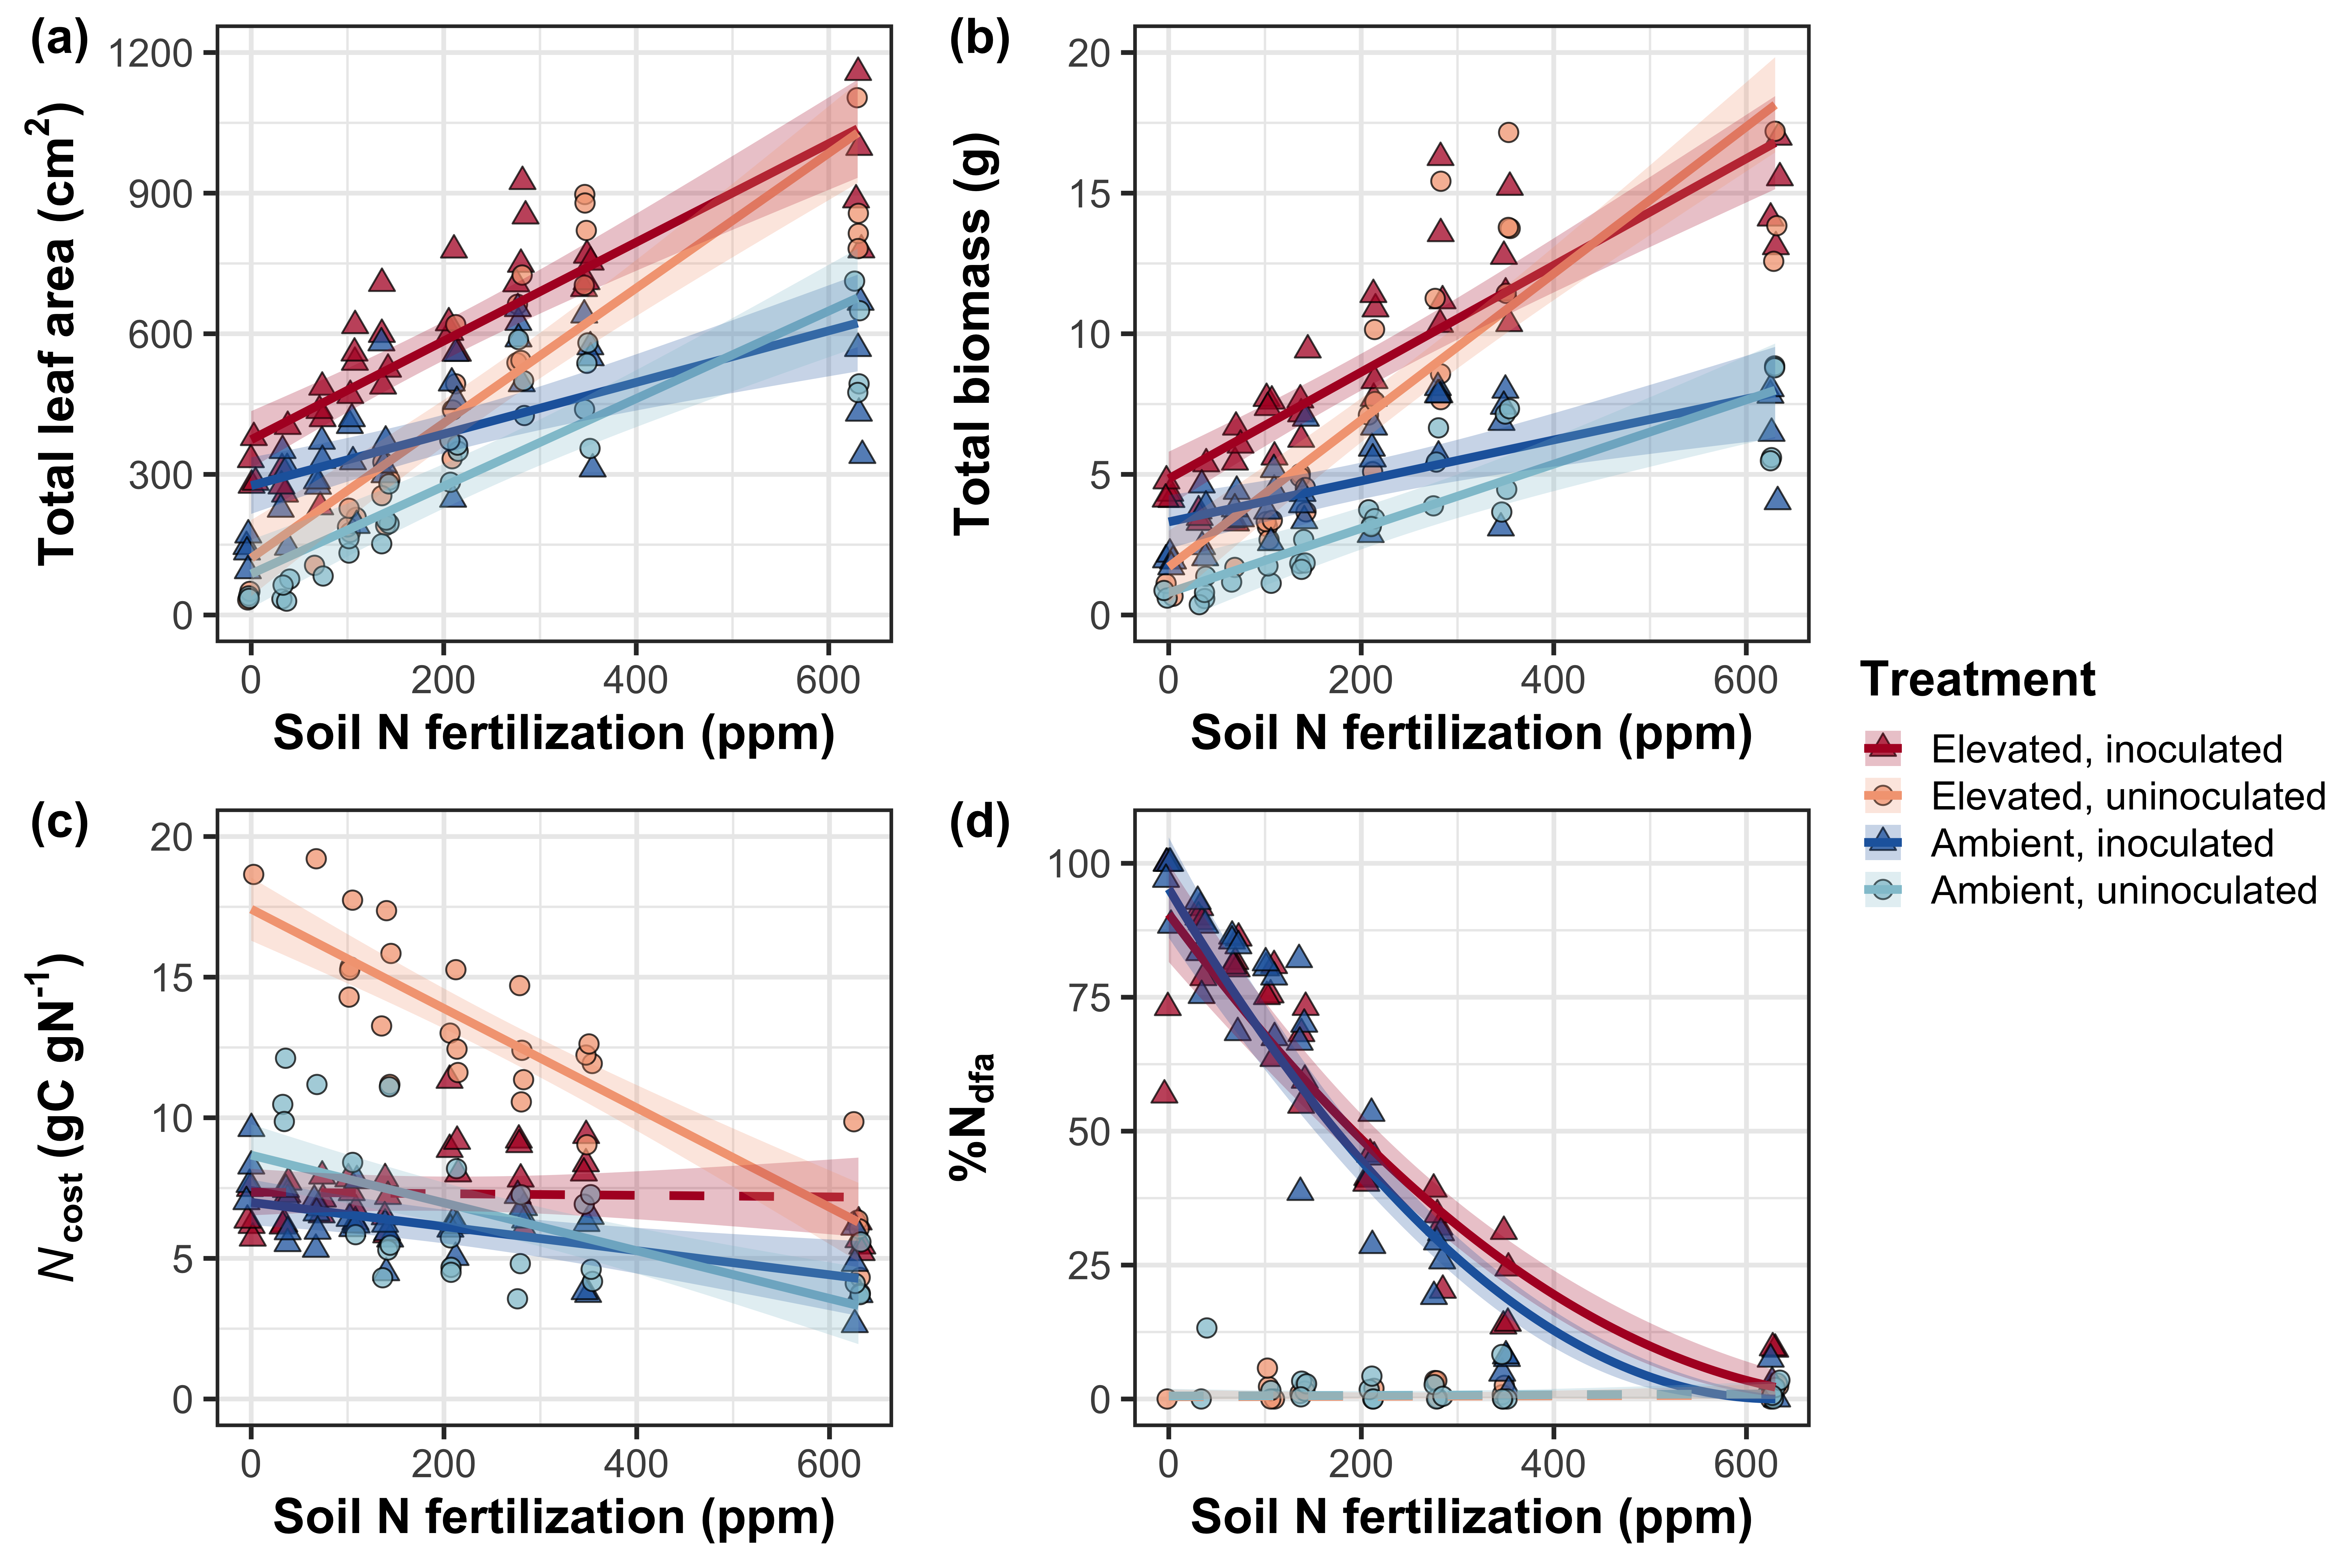 (a)
Total leaf area (cm²)
1200
900
600
300
0
0 200 400 600
Soil N fertilization (ppm)
(b)
Total biomass (g)
20
15
10
5
0
0 200 400 600
Soil N fertilization (ppm)
(c)
Ncost (gC gN⁻¹)
20
15
10
5
0
0 200 400 600
Soil N fertilization (ppm)
(d)
%Ndfa
100
75
50
25
0
0 200 400 600
Soil N fertilization (ppm)
Treatment
Elevated, inoculated
Elevated, uninoculated
Ambient, inoculated
Ambient, uninoculated